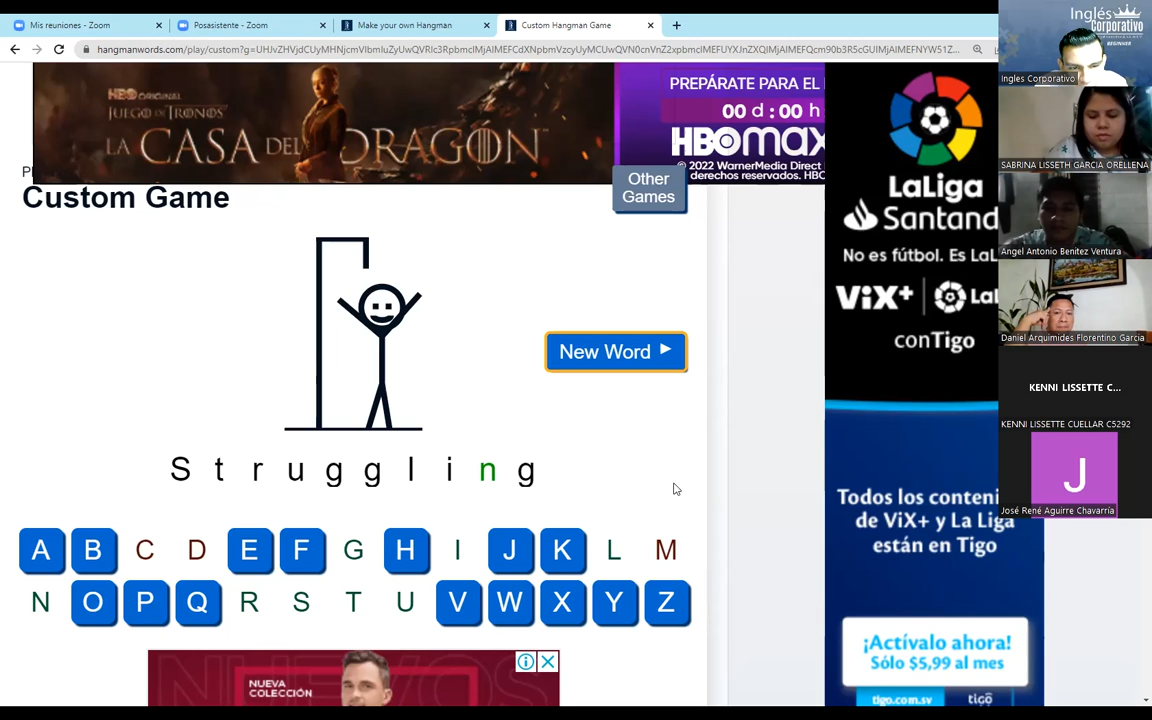 Mis reuniones - Zoom
Posasistente - Zoom
Make your own Hangman
Custom Hangman Game
HBO ORIGINAL
JUEGO DE TRONOS
LA CASA DEL DRAGÓN
PREPÁRATE PARA EL
00 d : 00 h
HBOmax
© 2022 WarnerMedia Direct
derechos reservados. HBO
Custom Game
Other
Games
New Word
Struggling
A B C D E F G H I J K L M
N O P Q R S T U V W X Y Z
NUEVA
COLECCIÓN
LaLiga
Santand
No es fútbol. Es LaL
ViX+ LaL
conTigo
Todos los conteni
de ViX+ y La Liga
están en Tigo
¡Actívalo ahora!
Sólo $5,99 al mes
tigo.com.sv tigo
Inglés
Corporativo
BEGINNER
Ingles Corporativo
SABRINA LISSETH GARCIA ORELLENA
Angel Antonio Benitez Ventura
Daniel Arquimides Florentino Garcia
KENNI LISSETTE C...
KENNI LISSETTE CUELLAR C5292
J
José René Aguirre Chavarría